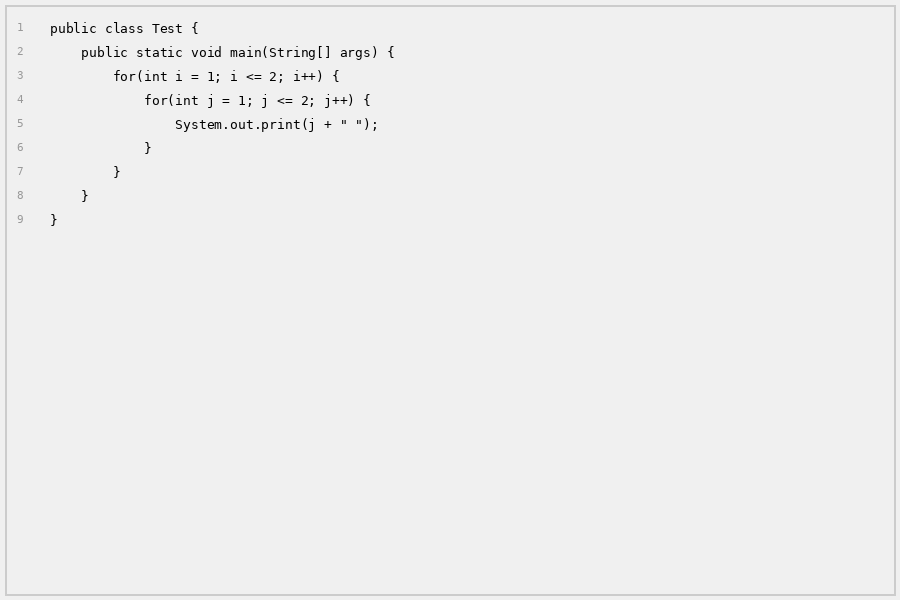 1 public class Test {
2     public static void main(String[] args) {
3         for(int i = 1; i <= 2; i++) {
4             for(int j = 1; j <= 2; j++) {
5                 System.out.print(j + " ");
6             }
7         }
8     }
9 }